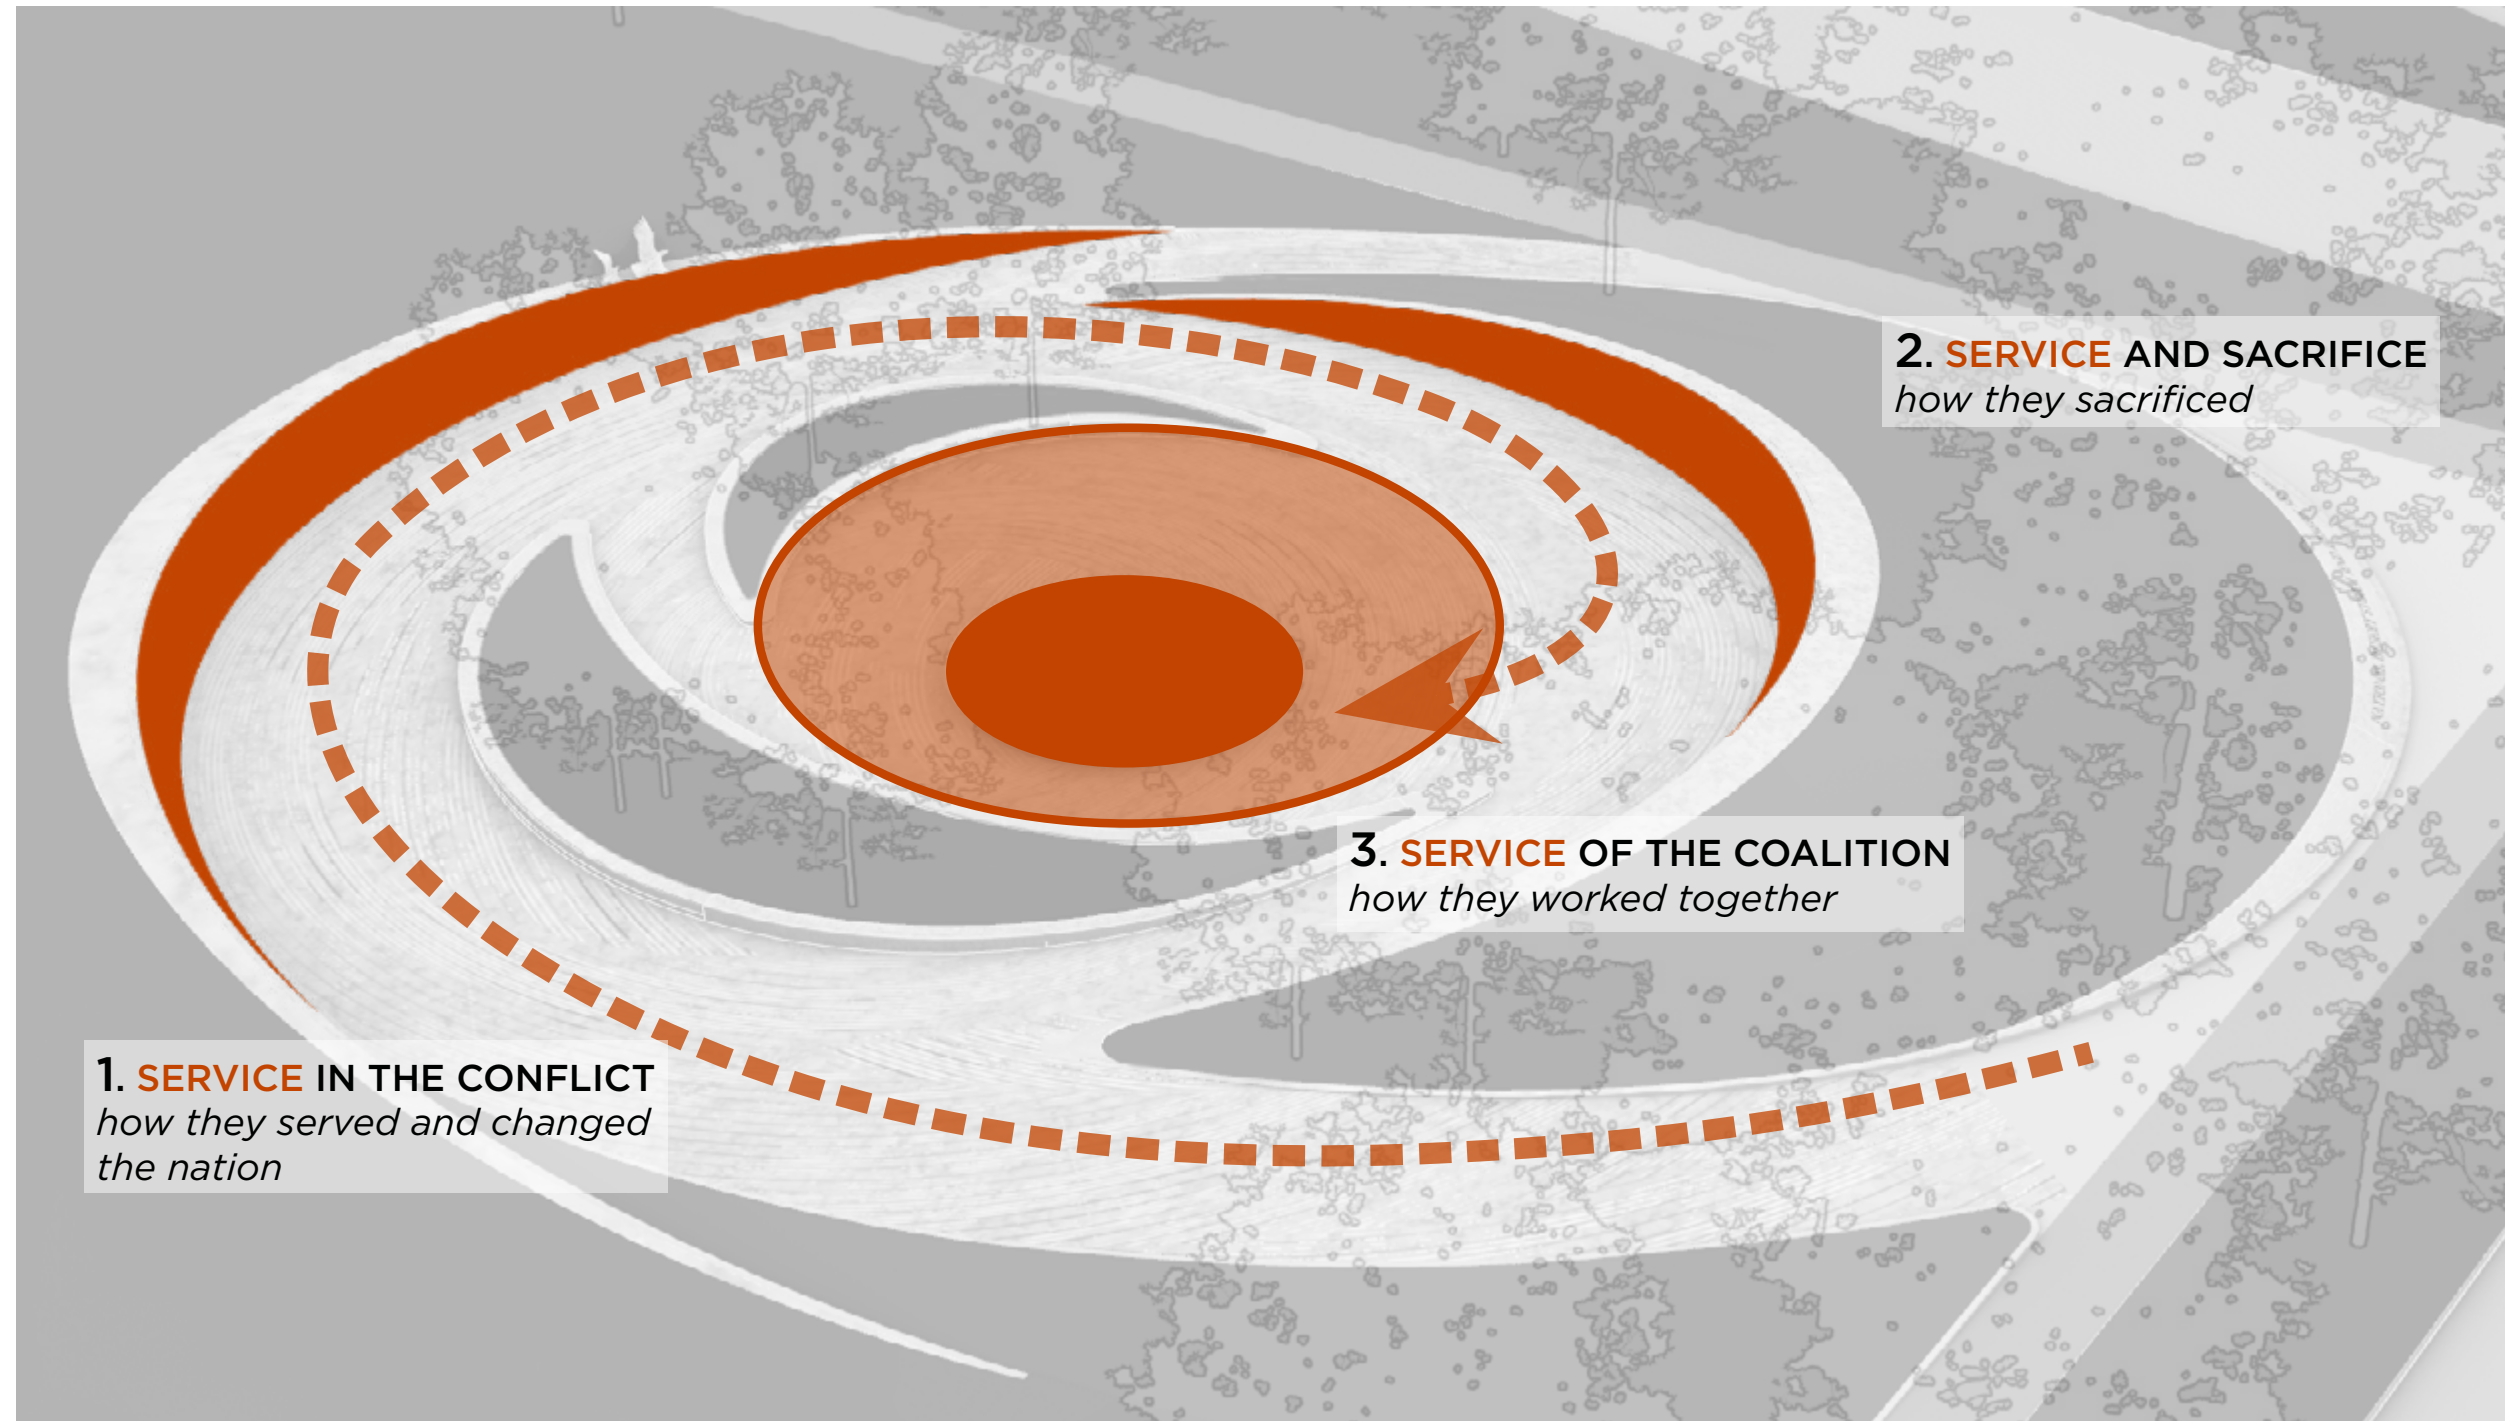 1. SERVICE IN THE CONFLICT
how they served and changed
the nation
2. SERVICE AND SACRIFICE
how they sacrificed
3. SERVICE OF THE COALITION
how they worked together